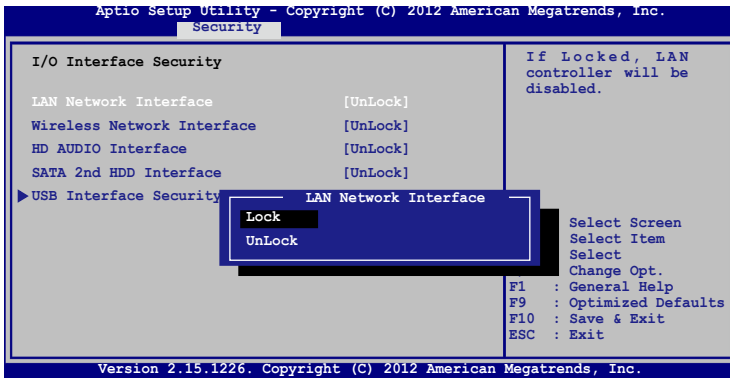 Aptio Setup Utility - Copyright (C) 2012 American Megatrends, Inc.
Security
I/O Interface Security
LAN Network Interface [UnLock]
Wireless Network Interface [UnLock]
HD AUDIO Interface [UnLock]
SATA 2nd HDD Interface [UnLock]
USB Interface Security
LAN Network Interface
Lock
UnLock
If Locked, LAN
controller will be
disabled.
Select Screen
Select Item
Select
Change Opt.
F1 : General Help
F9 : Optimized Defaults
F10 : Save & Exit
ESC : Exit
Version 2.15.1226. Copyright (C) 2012 American Megatrends, Inc.